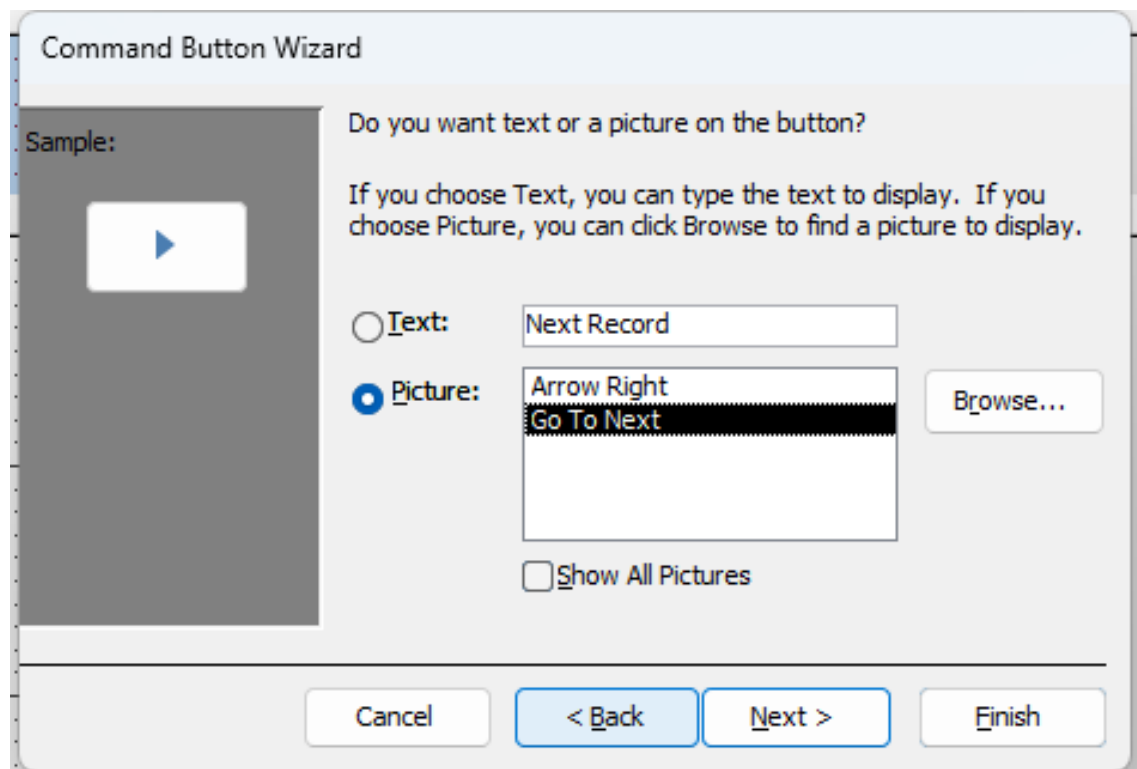 Command Button Wizard
Sample:
Do you want text or a picture on the button?
If you choose Text, you can type the text to display.  If you
choose Picture, you can click Browse to find a picture to display.
Text:
Next Record
Picture:
Arrow Right
Go To Next
Browse...
Show All Pictures
Cancel
< Back
Next >
Finish